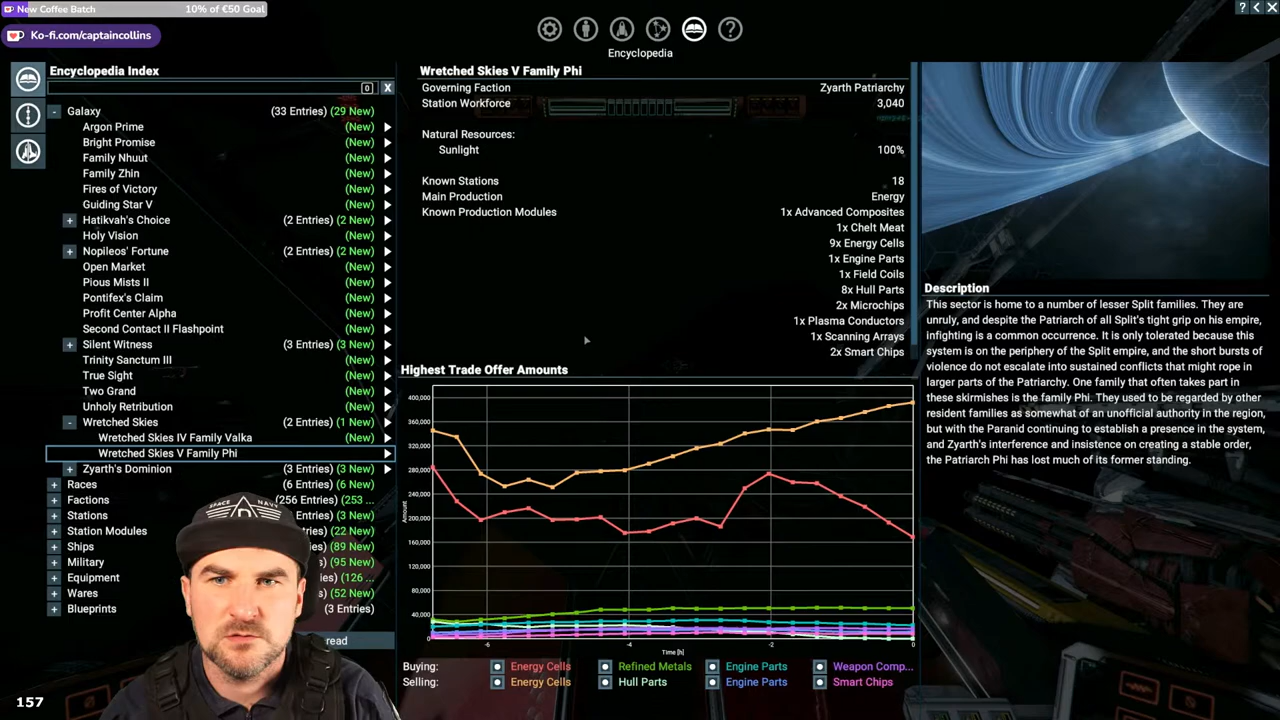 New Coffee Batch
10% of €50 Goal
Ko-fi.com/captaincollins
Encyclopedia
Encyclopedia Index
0
X
Galaxy (33 Entries) (29 New)
Argon Prime (New)
Bright Promise (New)
Family Nhuut (New)
Family Zhin (New)
Fires of Victory (New)
Guiding Star V (New)
Hatikvah's Choice (2 Entries) (2 New)
Holy Vision (New)
Nopileos' Fortune (2 Entries) (2 New)
Open Market (New)
Pious Mists II (New)
Pontifex's Claim (New)
Profit Center Alpha (New)
Second Contact II Flashpoint (New)
Silent Witness (3 Entries) (3 New)
Trinity Sanctum III (New)
True Sight (New)
Two Grand (New)
Unholy Retribution (New)
Wretched Skies (2 Entries) (1 New)
Wretched Skies IV Family Valka (New)
Wretched Skies V Family Phi
Zyarth's Dominion (3 Entries) (3 New)
Races (6 Entries) (6 New)
Factions (256 Entries) (253 ...
Stations (3 New)
Station Modules ries) (22 New)
Ships ies) (89 New)
Military ies) (95 New)
Equipment ries) (126 ...
Wares ies) (52 New)
Blueprints (3 Entries)
read
157
Wretched Skies V Family Phi
Governing Faction Zyarth Patriarchy
Station Workforce 3,040
Natural Resources:
Sunlight 100%
Known Stations 18
Main Production Energy
Known Production Modules 1x Advanced Composites
1x Chelt Meat
9x Energy Cells
1x Engine Parts
1x Field Coils
8x Hull Parts
2x Microchips
1x Plasma Conductors
1x Scanning Arrays
2x Smart Chips
Highest Trade Offer Amounts
Amount
400,000
360,000
320,000
280,000
240,000
200,000
160,000
120,000
80,000
40,000
0
-6 -4 -2 0
Time [h]
Buying: Energy Cells Refined Metals Engine Parts Weapon Comp...
Selling: Energy Cells Hull Parts Engine Parts Smart Chips
Description
This sector is home to a number of lesser Split families. They are
unruly, and despite the Patriarch of all Split's tight grip on his empire,
infighting is a common occurrence. It is only tolerated because this
system is on the periphery of the Split empire, and the short bursts of
violence do not escalate into sustained conflicts that might rope in
larger parts of the Patriarchy. One family that often takes part in
these skirmishes is the family Phi. They used to be regarded by other
resident families as somewhat of an unofficial authority in the region,
but with the Paranid continuing to establish a presence in the system,
and Zyarth's interference and insistence on creating a stable order,
the Patriarch Phi has lost much of its former standing.